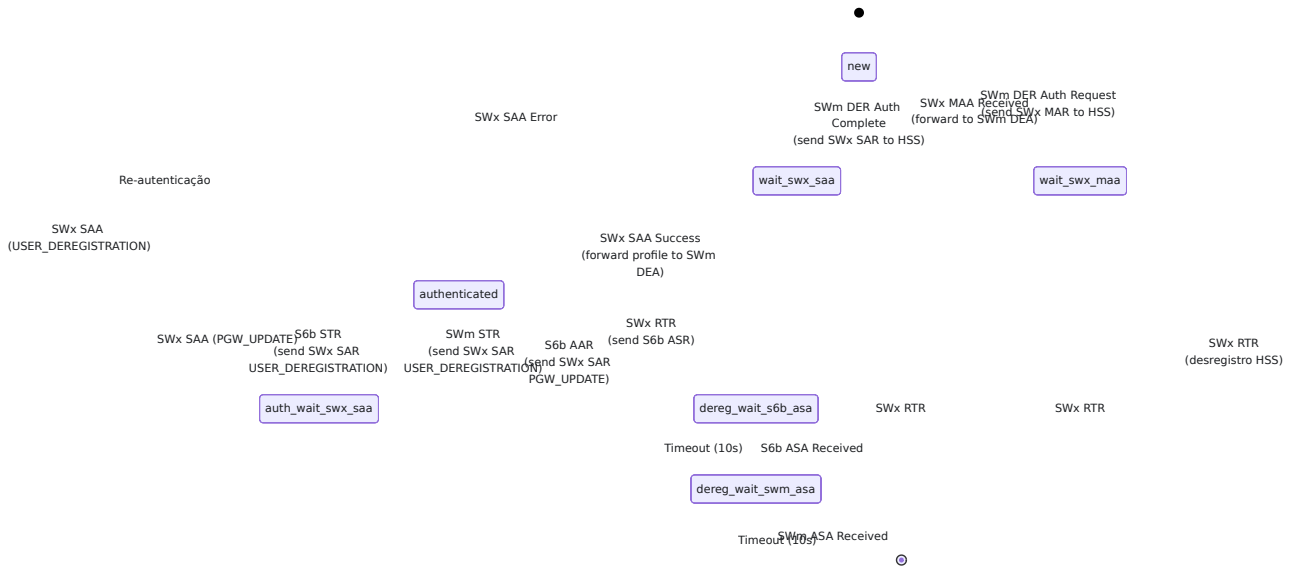 new
SWm DER Auth
Complete
(send SWx SAR to HSS)
SWx MAA Received
(forward to SWm DEA)
SWm DER Auth Request
(send SWx MAR to HSS)
SWx SAA Error
Re-autenticação
wait_swx_saa
wait_swx_maa
SWx SAA
(USER_DEREGISTRATION)
SWx SAA Success
(forward profile to SWm
DEA)
authenticated
SWx SAA (PGW_UPDATE)
S6b STR
(send SWx SAR
USER_DEREGISTRATION)
SWm STR
(send SWx SAR
USER_DEREGISTRATION)
S6b AAR
(send SWx SAR
PGW_UPDATE)
SWx RTR
(send S6b ASR)
SWx RTR
(desregistro HSS)
auth_wait_swx_saa
dereg_wait_s6b_asa
SWx RTR
SWx RTR
Timeout (10s)
S6b ASA Received
dereg_wait_swm_asa
Timeout (10s)
SWm ASA Received